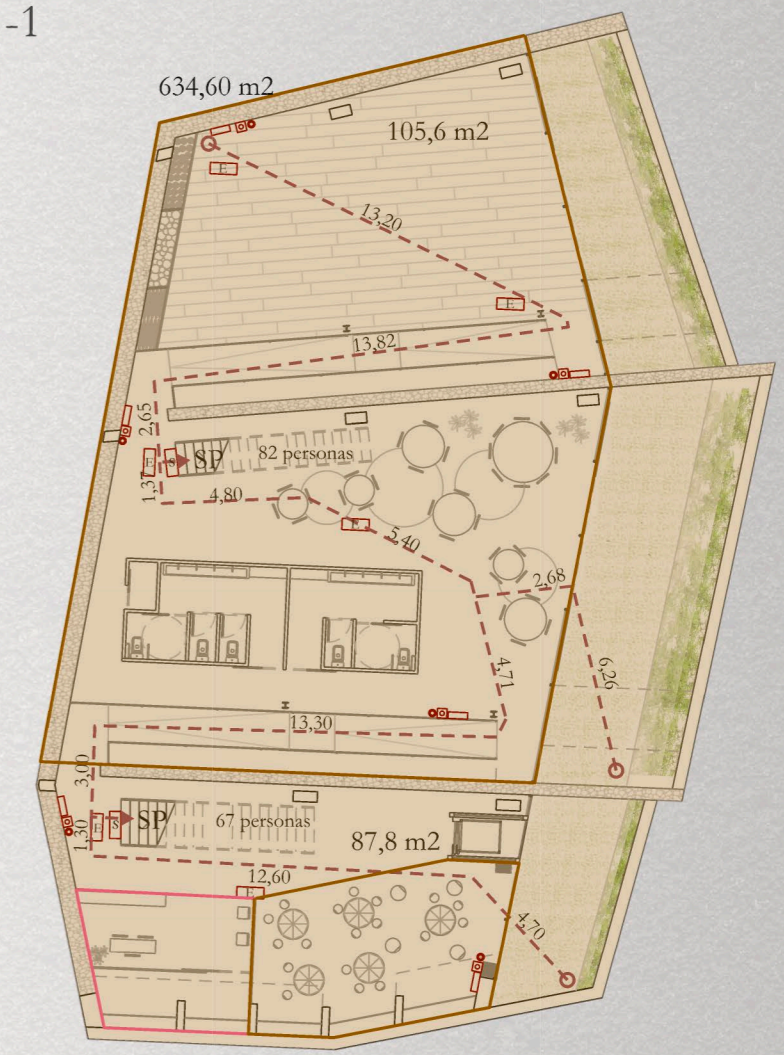 -1
634,60 m2
105,6 m2
E
13,20
E
13,82
2,65
E
S
SP
82 personas
1,37
4,80
E
5,40
2,68
4,71
6,26
13,30
3,00
E
S
SP
67 personas
1,30
87,8 m2
12,60
E
4,70